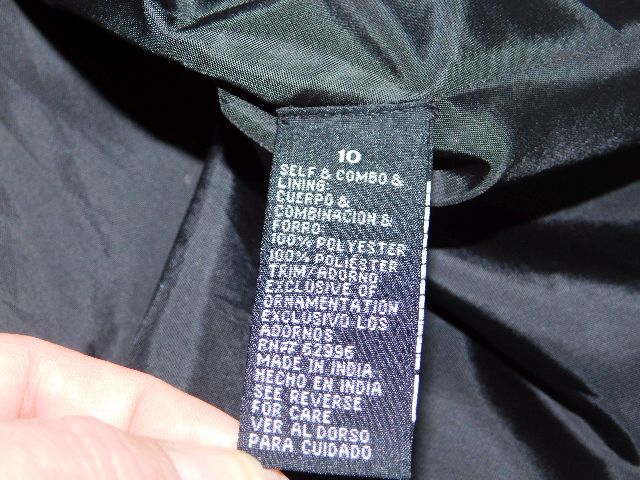 10
SELF & COMBO &
LINING:
CUERPO &
COMBINACION &
FORRO:
100% POLYESTER
100% POLIESTER
TRIM/ADORNO
EXCLUSIVE OF
ORNAMENTATION
EXCLUSIVO LOS
ADORNOS
RN# 52996
MADE IN INDIA
HECHO EN INDIA
SEE REVERSE
FOR CARE
VER AL DORSO
PARA CUIDADO